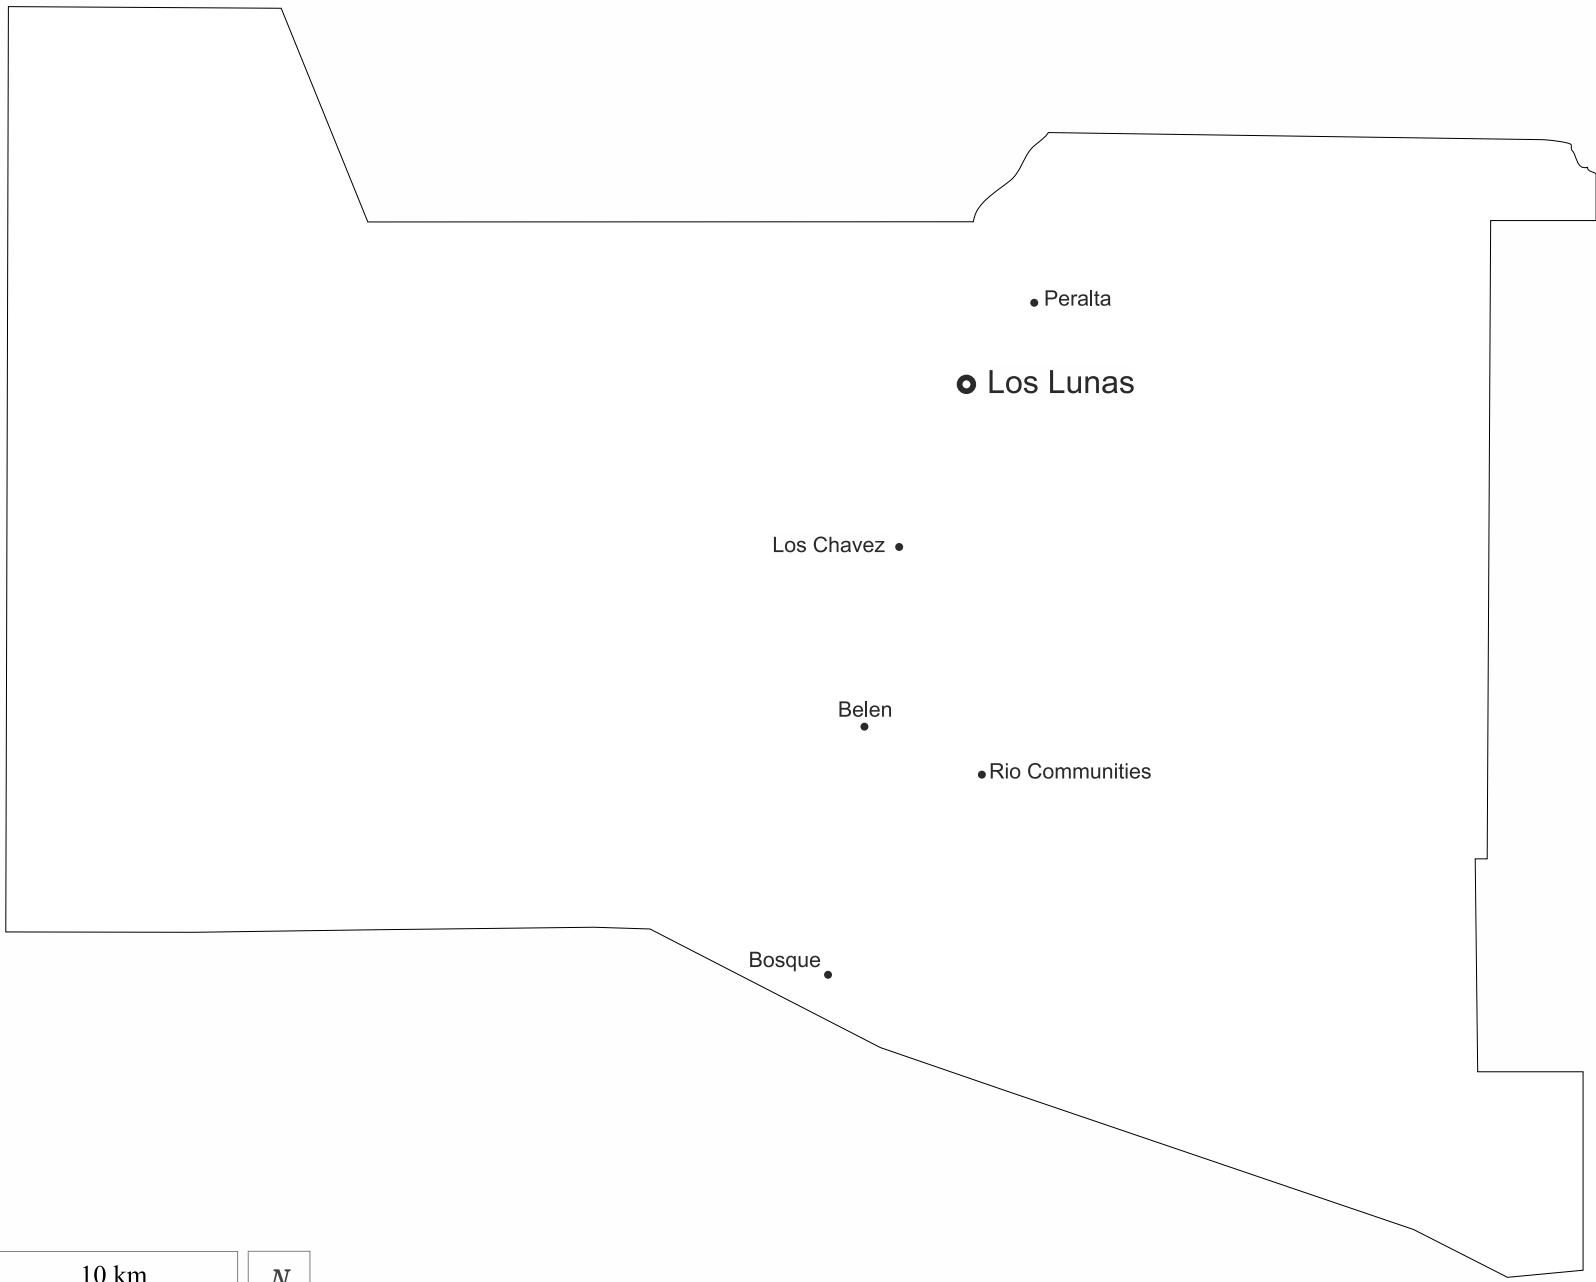 Peralta
Los Lunas
Los Chavez
Belen
Rio Communities
Bosque
10 km
N